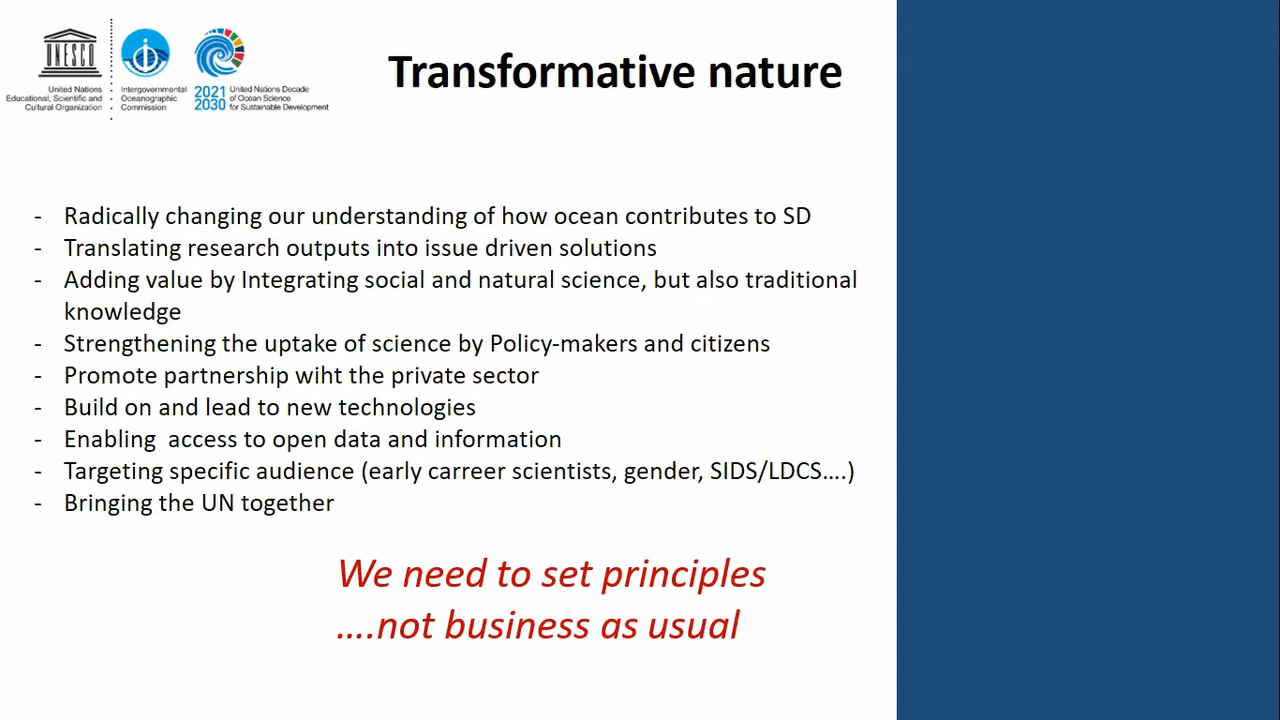 UNESCO
United Nations
Educational, Scientific and
Cultural Organization
Intergovernmental
Oceanographic
Commission
2021
2030
United Nations Decade
of Ocean Science
for Sustainable Development
Transformative nature
- Radically changing our understanding of how ocean contributes to SD
- Translating research outputs into issue driven solutions
- Adding value by Integrating social and natural science, but also traditional
knowledge
- Strengthening the uptake of science by Policy-makers and citizens
- Promote partnership wiht the private sector
- Build on and lead to new technologies
- Enabling  access to open data and information
- Targeting specific audience (early carreer scientists, gender, SIDS/LDCS....)
- Bringing the UN together
We need to set principles
....not business as usual